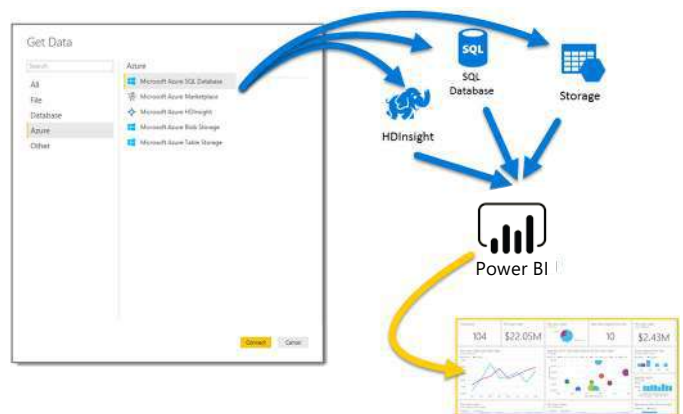 Get Data
Search
All
File
Database
Azure
Other
Azure
Microsoft Azure SQL Database
Microsoft Azure Marketplace
Microsoft Azure HDInsight
Microsoft Azure Blob Storage
Microsoft Azure Table Storage
Connect
Cancel
SQL
SQL
Database
Storage
HDInsight
Power BI
104
$22.05M
10
$2.43M